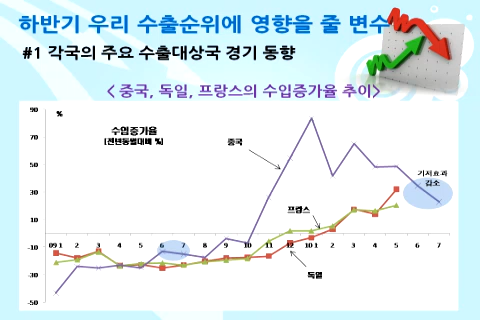 하반기 우리 수출순위에 영향을 줄 변수
#1 각국의 주요 수출대상국 경기 동향
< 중국, 독일, 프랑스의 수입증가율 추이>
90
70
50
30
10
-10
-30
-50
%
수입증가율
(전년동월대비 %)
중국
프랑스
독일
기저효과
감소
09 1 2 3 4 5 6 7 8 9 10 11 12 10 1 2 3 4 5 6 7